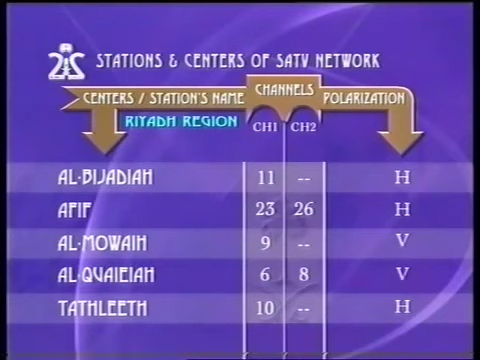 STATIONS & CENTERS OF SATV NETWORK
CENTERS / STATION'S NAME CHANNELS POLARIZATION
RIYADH REGION CH1 CH2
AL-BIJADIAH 11 -- H
AFIF 23 26 H
AL-MOWAIH 9 -- V
AL-QUAIEIAH 6 8 V
TATHLEETH 10 -- H